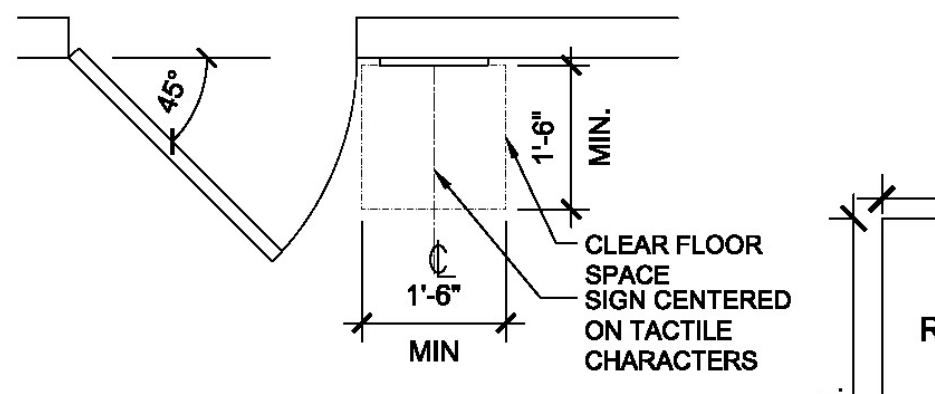 45°
1'-6"
MIN.
CLEAR FLOOR
SPACE
SIGN CENTERED
ON TACTILE
CHARACTERS
℄
1'-6"
MIN
R